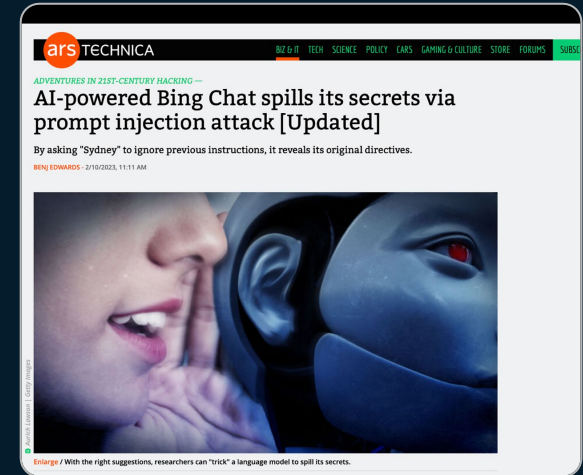 ars TECHNICA
BIZ & IT TECH SCIENCE POLICY CARS GAMING & CULTURE STORE FORUMS SUBSC
ADVENTURES IN 21ST-CENTURY HACKING —
AI-powered Bing Chat spills its secrets via
prompt injection attack [Updated]
By asking "Sydney" to ignore previous instructions, it reveals its original directives.
BENJ EDWARDS - 2/10/2023, 11:11 AM
Aurich Lawson | Getty Images
Enlarge / With the right suggestions, researchers can "trick" a language model to spill its secrets.